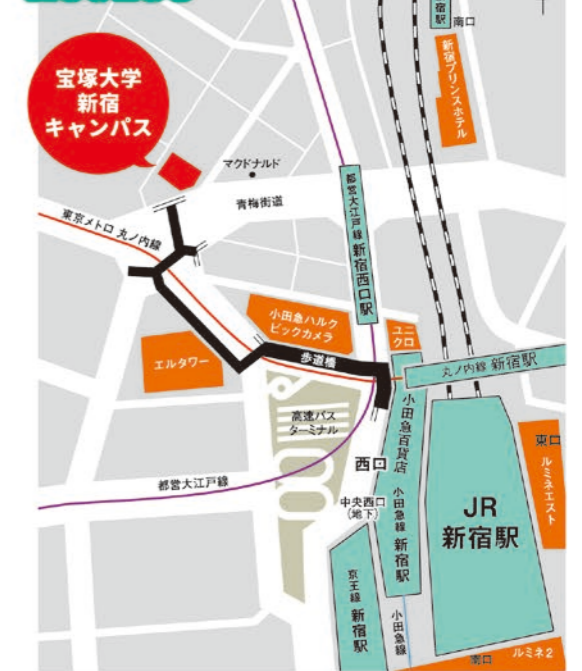 宿駅
南口
新宿プリンスホテル
宝塚大学
新宿
キャンパス
マクドナルド
青梅街道
東京メトロ 丸ノ内線
都営大江戸線 新宿西口駅
小田急ハルク
ビックカメラ
ユニ
クロ
エルタワー
歩道橋
丸ノ内線 新宿駅
高速バス
ターミナル
小田急百貨店
西口
東口
ルミネエスト
都営大江戸線
中央西口
(地下)
小田急線 新宿駅
JR
新宿駅
京王線 新宿駅
小田急線
南口
ルミネ2